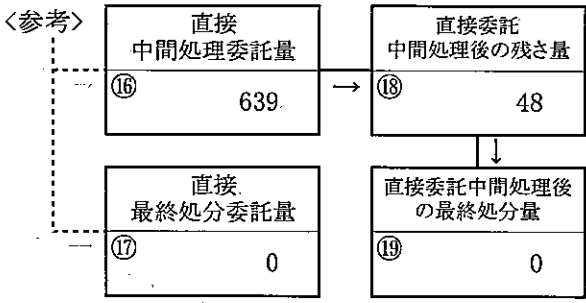 <参考>
直接
中間処理委託量
⑯
639
→
直接委託
中間処理後の残さ量
⑱
48
↓
直接
最終処分委託量
⑰
0
直接委託中間処理後
の最終処分量
⑲
0